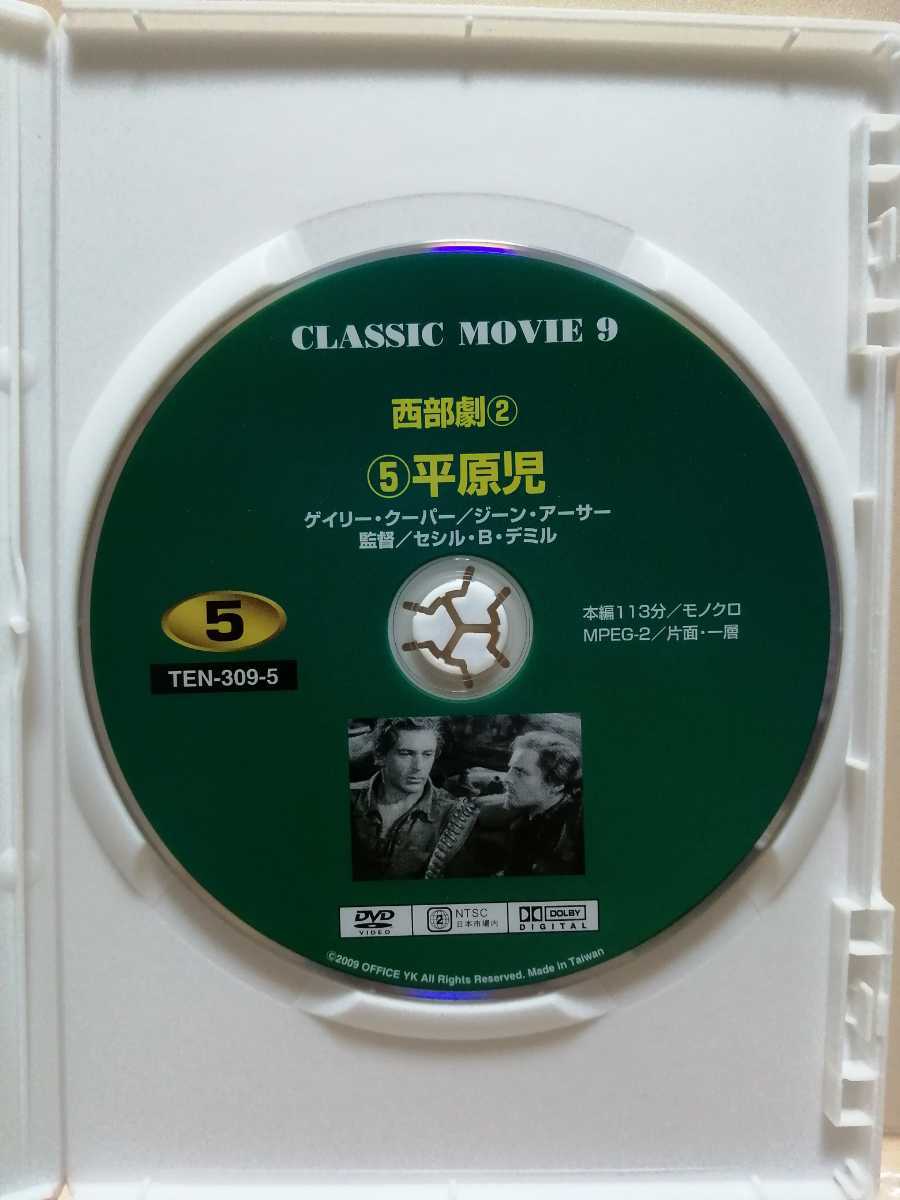 CLASSIC MOVIE 9
西部劇②
⑤平原児
ゲイリー・クーパー／ジーン・アーサー
監督／セシル・B・デミル
5
TEN-309-5
本編113分／モノクロ
MPEG-2／片面・一層
DVD
VIDEO
2
NTSC
日本市場内
DOLBY
DIGITAL
©2009 OFFICE YK All Rights Reserved. Made in Taiwan